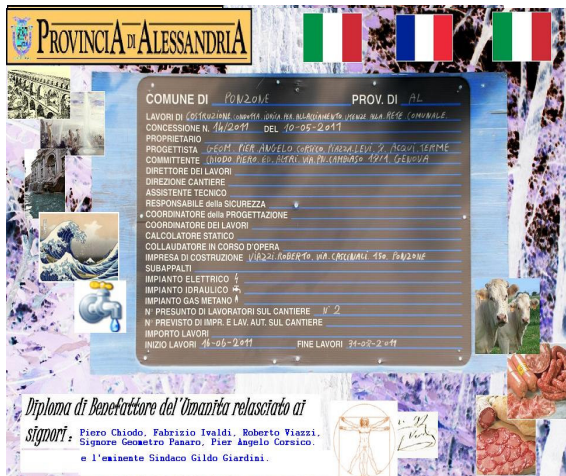 PROVINCIA DI ALESSANDRIA
COMUNE DI PONZONE PROV. DI AL
LAVORI DI COSTRUZIONE CONDOTTA IDRICA PER ALLACCIAMENTO UTENZE ALLA RETE COMUNALE
CONCESSIONE N. 14/2011 DEL 10-05-2011
PROPRIETARIO
PROGETTISTA GEOM. PIER ANGELO CORSICO. PIAZZA LEVI. 8. ACQUI TERME
COMMITTENTE CHIODO PIERO. ED. ALTRI. VIA. P.N. CAMBIASO 19/1 GENOVA
DIRETTORE DEI LAVORI
DIREZIONE CANTIERE
ASSISTENTE TECNICO
RESPONSABILE della SICUREZZA
COORDINATORE della PROGETTAZIONE
COORDINATORE DEI LAVORI
CALCOLATORE STATICO
COLLAUDATORE IN CORSO D'OPERA
IMPRESA DI COSTRUZIONE VIAZZI. ROBERTO. VIA. CASCINALI. 150. PONZONE
SUBAPPALTI
IMPIANTO ELETTRICO
IMPIANTO IDRAULICO
IMPIANTO GAS METANO
N° PRESUNTO DI LAVORATORI SUL CANTIERE N° 2
N° PREVISTO DI IMPR. E LAV. AUT. SUL CANTIERE
IMPORTO LAVORI
INIZIO LAVORI 16-06-2011 FINE LAVORI 31-08-2011
Diploma di Benefattore del'Umanita relasciato ai
signori : Piero Chiodo, Fabrizio Ivaldi, Roberto Viazzi,
Signore Geometro Panaro, Pier Angelo Corsico.
e l'eminente Sindaco Gildo Giardini.